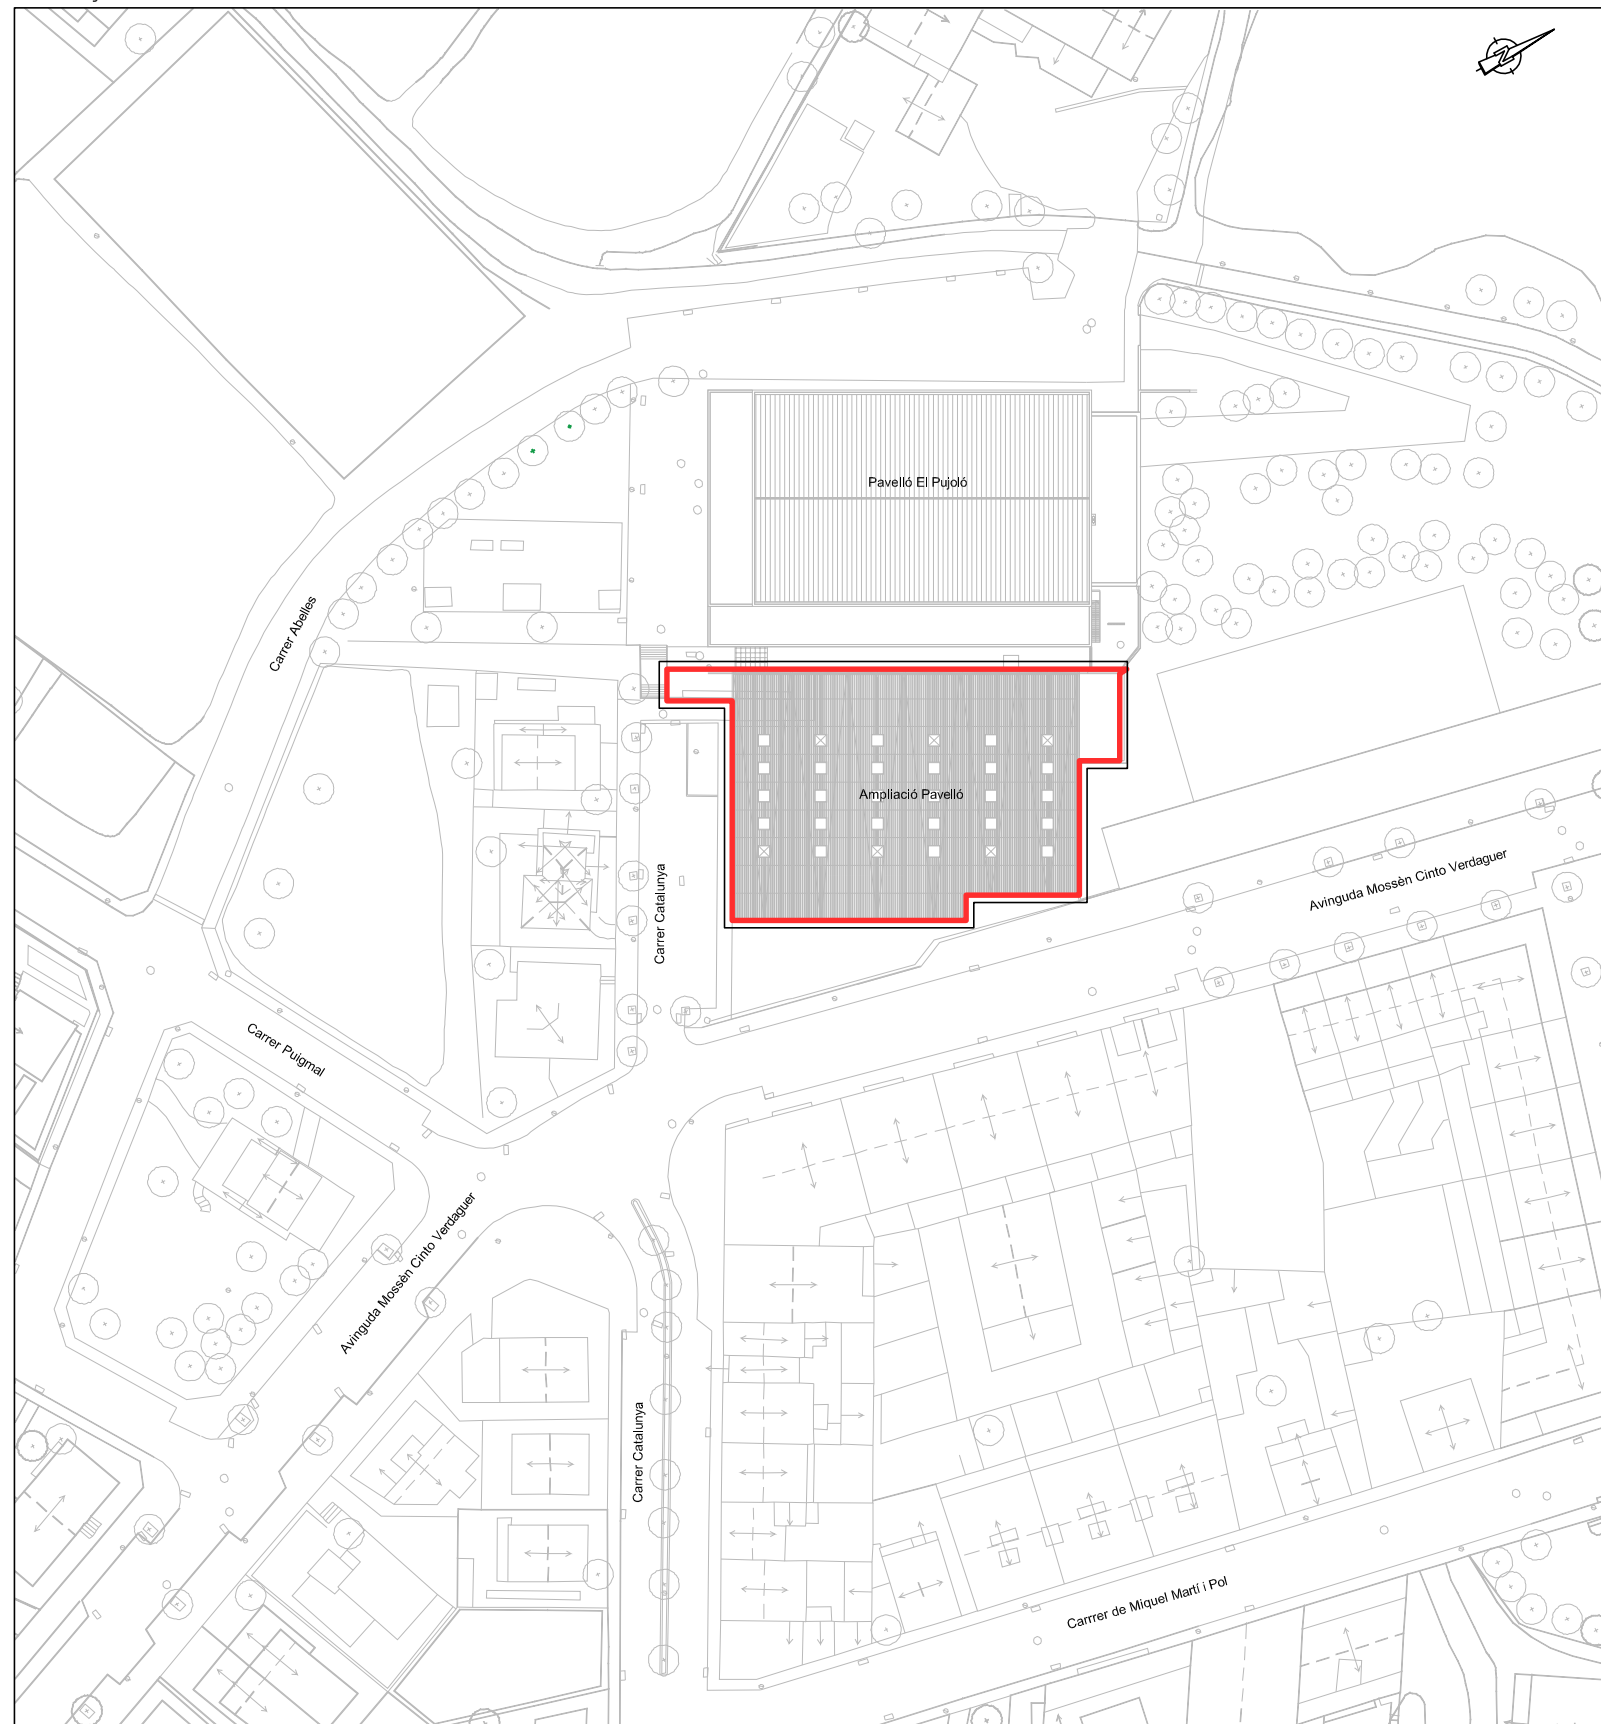 Pavelló El Pujoló
Carrer Abelles
Ampliació Pavelló
Avinguda Mossèn Cinto Verdaguer
Carrer Catalunya
Carrer Puigmal
Avinguda Mossèn Cinto Verdaguer
Carrer Catalunya
Carrrer de Miquel Martí i Pol